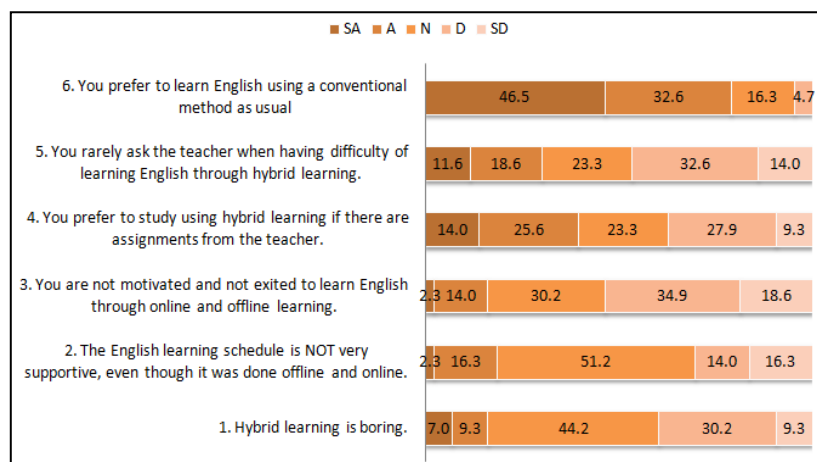 SA A N D SD
6. You prefer to learn English using a conventional
method as usual
46.5 32.6 16.3 4.7
5. You rarely ask the teacher when having difficulty of
learning English through hybrid learning.
11.6 18.6 23.3 32.6 14.0
4. You prefer to study using hybrid learning if there are
assignments from the teacher.
14.0 25.6 23.3 27.9 9.3
3. You are not motivated and not exited to learn English
through online and offline learning.
2.3 14.0 30.2 34.9 18.6
2. The English learning schedule is NOT very
supportive, even though it was done offline and online.
2.3 16.3 51.2 14.0 16.3
1. Hybrid learning is boring.
7.0 9.3 44.2 30.2 9.3